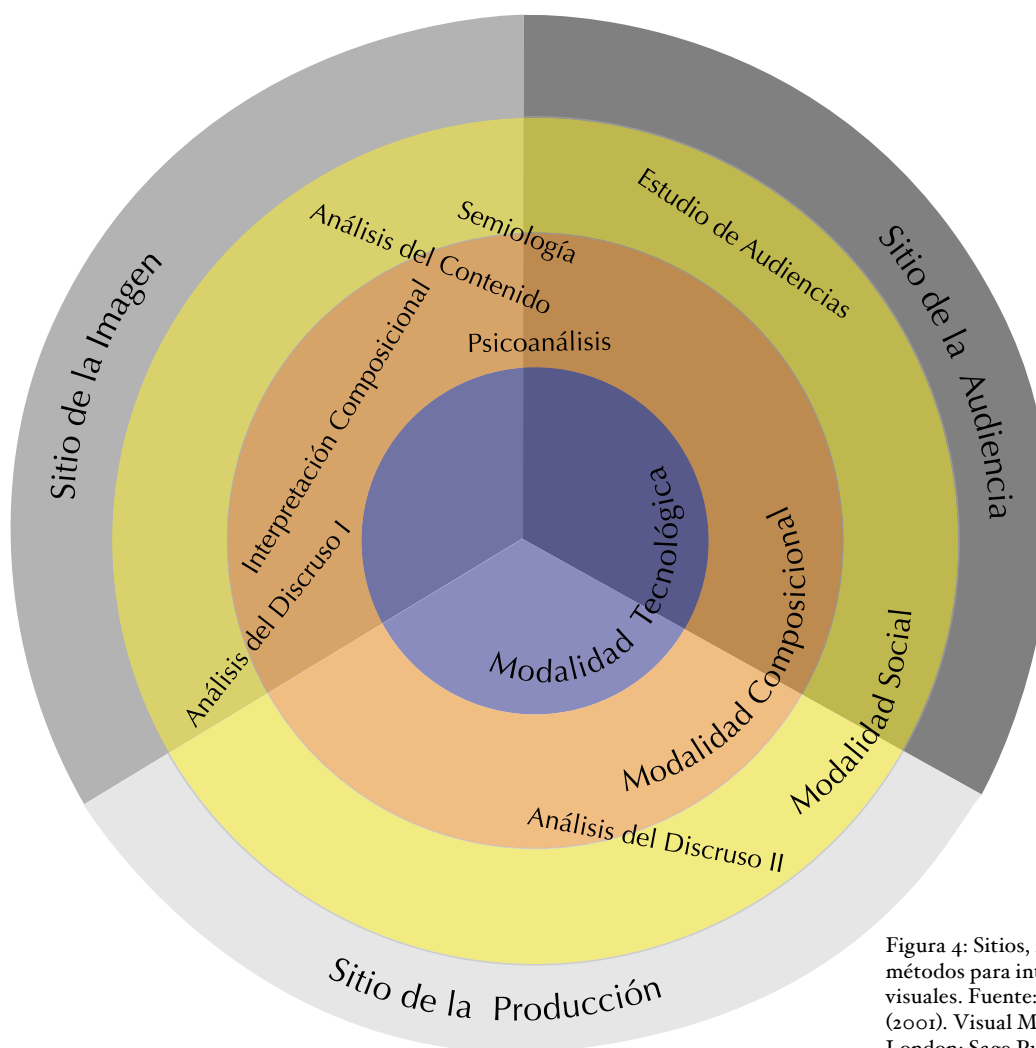 Sitio de la Imagen
Sitio de la Audiencia
Sitio de la Producción
Semiología
Análisis del Contenido
Estudio de Audiencias
Psicoanálisis
Interpretación Composicional
Análisis del Discruso I
Modalidad Tecnológica
Modalidad Composicional
Modalidad Social
Análisis del Discruso II
Figura 4: Sitios,
métodos para
visuales. Fuente:
(2001). Visual
London: Sage